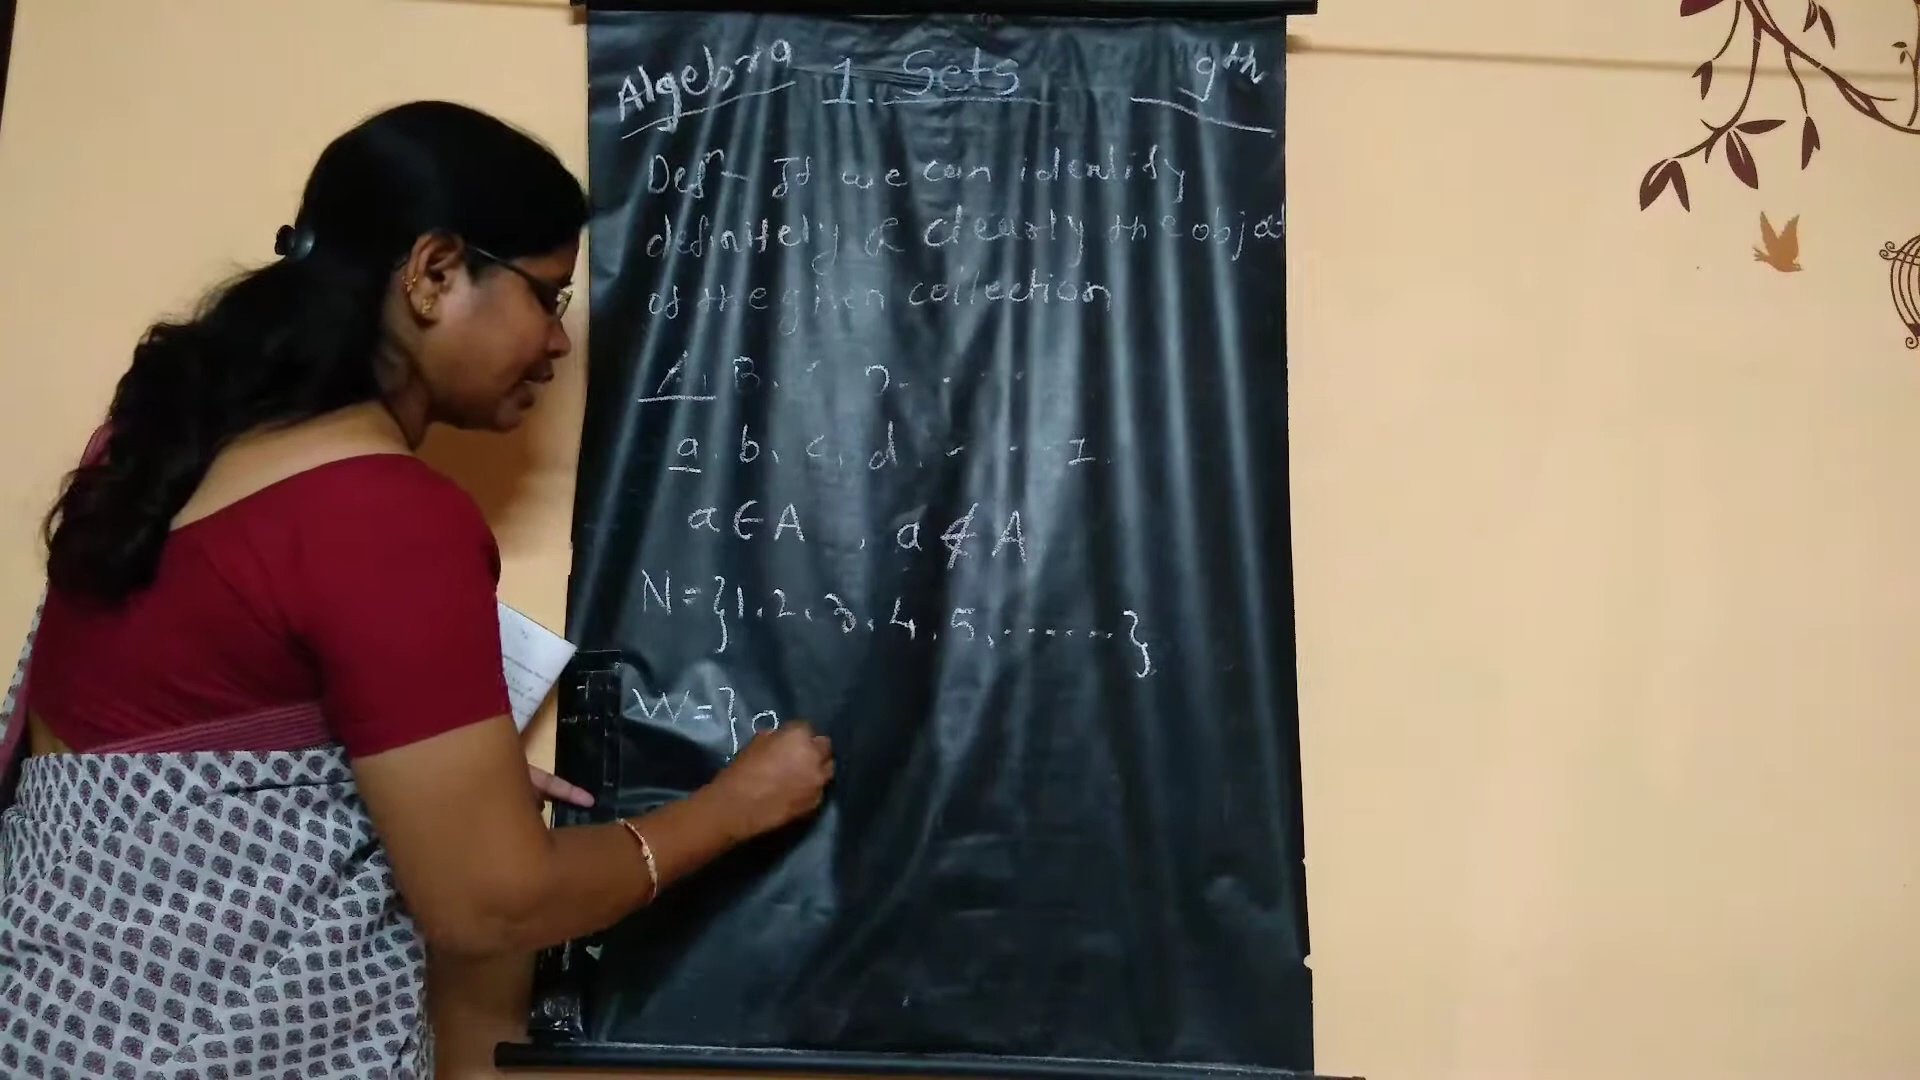 Algebra 1. Sets 9th
Defn- If we can identify
definitely & clearly the object
of the given collection
A, B, D. . . . .
a, b, c, d, - - - - z.
a ∈ A , a ∉ A
N = }1, 2, 3, 4, 5, ------- }
W = } 0